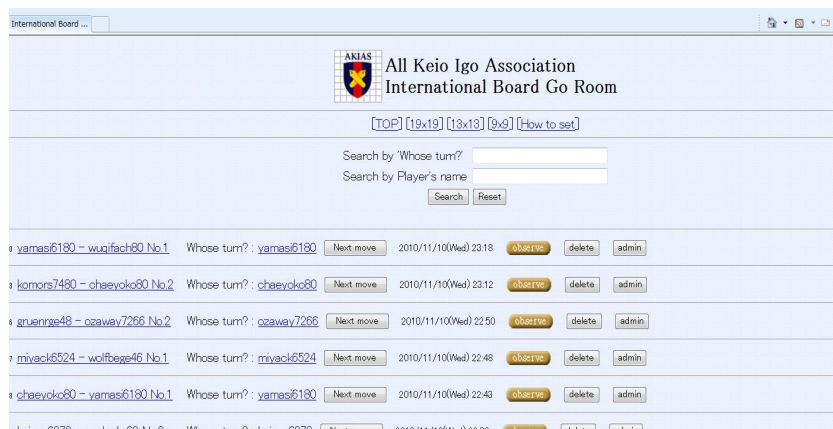 International Board ...
AKIAS
All Keio Igo Association
International Board Go Room
[TOP] [19x19] [13x13] [9x9] [How to set]
Search by 'Whose turn?'
Search by Player's name
Search Reset
yamasi6180 - wuqifach80 No.1 Whose turn? : yamasi6180 Next move 2010/11/10(Wed) 23:18 observe delete admin
komors7480 - chaeyoko80 No.2 Whose turn? : chaeyoko80 Next move 2010/11/10(Wed) 23:12 observe delete admin
gruenrge48 - ozaway7266 No.2 Whose turn? : ozaway7266 Next move 2010/11/10(Wed) 22:50 observe delete admin
miyack6524 - wolfbege46 No.1 Whose turn? : miyack6524 Next move 2010/11/10(Wed) 22:48 observe delete admin
chaeyoko80 - yamasi6180 No.1 Whose turn? : yamasi6180 Next move 2010/11/10(Wed) 22:43 observe delete admin